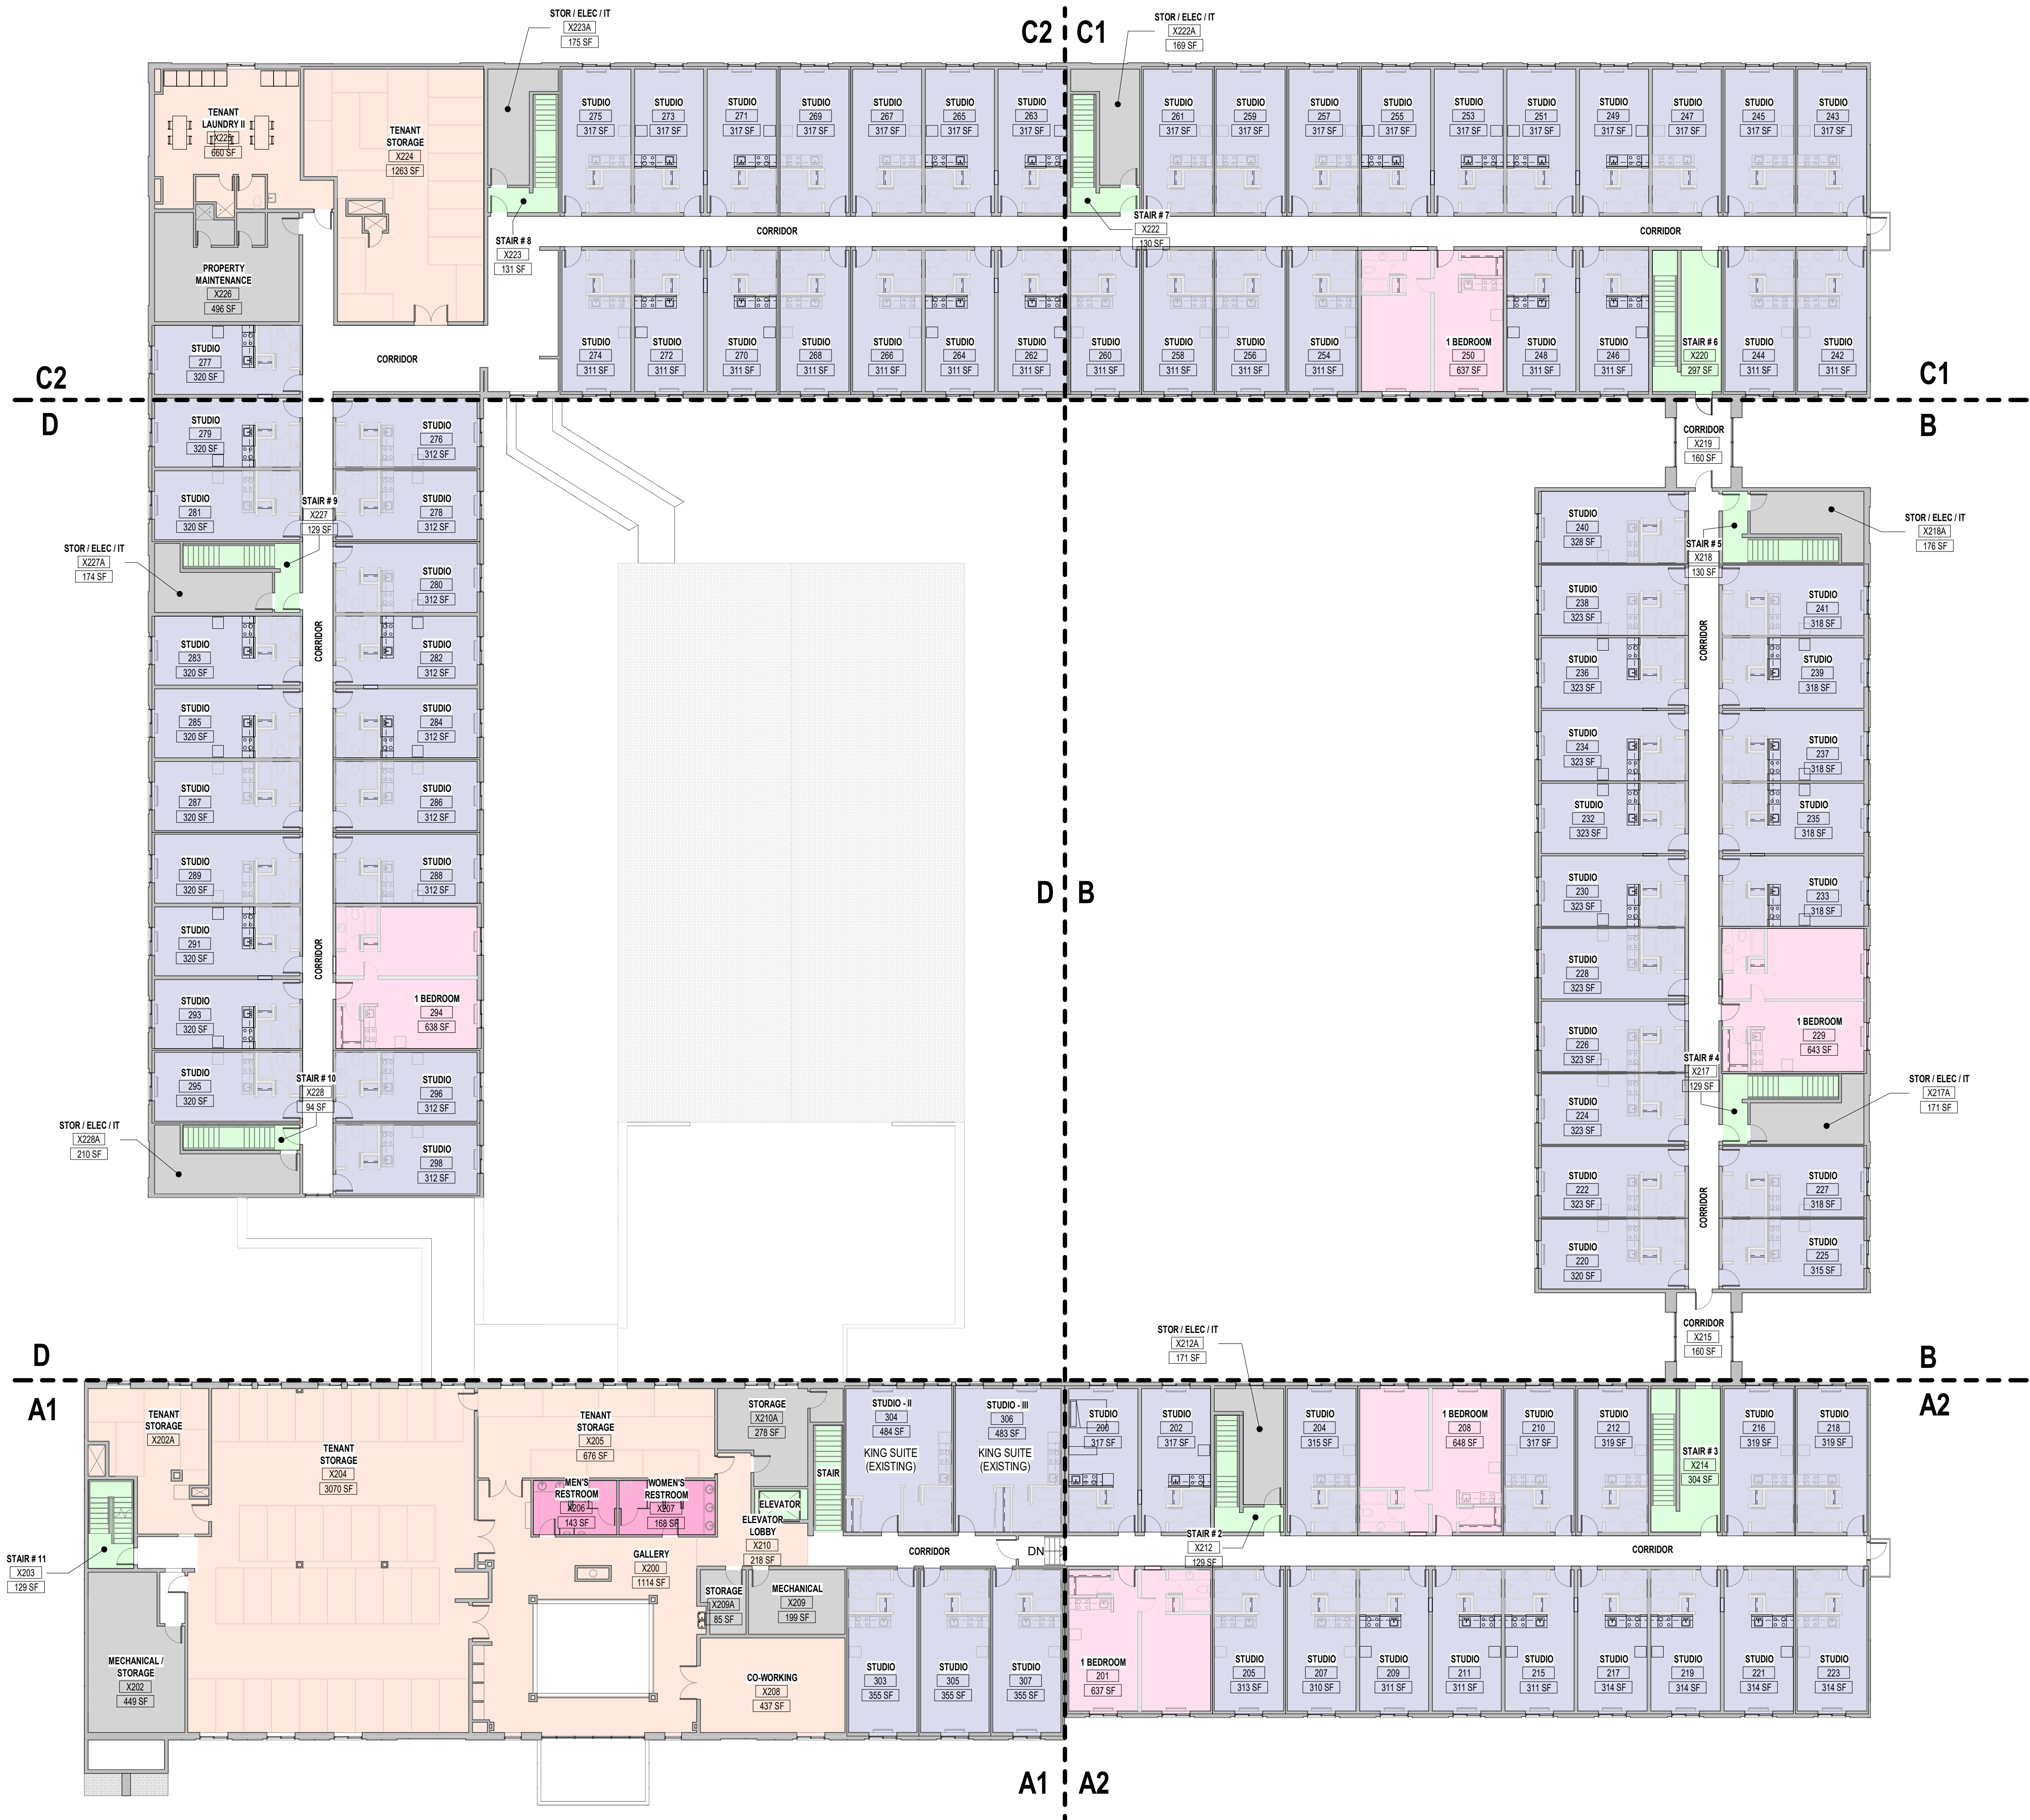 STOR / ELEC / IT
X223A
175 SF
C2
C1
STOR / ELEC / IT
X222A
169 SF
TENANT
LAUNDRY II
X225
660 SF
TENANT
STORAGE
X224
1263 SF
STUDIO
275
317 SF
STUDIO
273
317 SF
STUDIO
271
317 SF
STUDIO
269
317 SF
STUDIO
267
317 SF
STUDIO
265
317 SF
STUDIO
263
317 SF
STUDIO
261
317 SF
STUDIO
259
317 SF
STUDIO
257
317 SF
STUDIO
255
317 SF
STUDIO
253
317 SF
STUDIO
251
317 SF
STUDIO
249
317 SF
STUDIO
247
317 SF
STUDIO
245
317 SF
STUDIO
243
317 SF
STAIR # 8
X223
131 SF
CORRIDOR
STAIR # 7
X222
130 SF
CORRIDOR
PROPERTY
MAINTENANCE
X226
496 SF
STUDIO
277
320 SF
CORRIDOR
STUDIO
274
311 SF
STUDIO
272
311 SF
STUDIO
270
311 SF
STUDIO
268
311 SF
STUDIO
266
311 SF
STUDIO
264
311 SF
STUDIO
262
311 SF
STUDIO
260
311 SF
STUDIO
258
311 SF
STUDIO
256
311 SF
STUDIO
254
311 SF
1 BEDROOM
250
637 SF
STUDIO
248
311 SF
STUDIO
246
311 SF
STAIR # 6
X220
297 SF
STUDIO
244
311 SF
STUDIO
242
311 SF
C2
C1
D
B
STUDIO
279
320 SF
STUDIO
276
312 SF
CORRIDOR
X219
160 SF
STUDIO
281
320 SF
STAIR # 9
X227
129 SF
STUDIO
278
312 SF
STOR / ELEC / IT
X227A
174 SF
STUDIO
280
312 SF
STUDIO
240
328 SF
STAIR # 5
X218
130 SF
STOR / ELEC / IT
X218A
176 SF
STUDIO
283
320 SF
CORRIDOR
STUDIO
282
312 SF
STUDIO
238
323 SF
CORRIDOR
STUDIO
241
318 SF
STUDIO
236
323 SF
STUDIO
239
318 SF
STUDIO
285
320 SF
STUDIO
284
312 SF
STUDIO
234
323 SF
STUDIO
237
318 SF
STUDIO
287
320 SF
STUDIO
286
312 SF
STUDIO
232
323 SF
STUDIO
235
318 SF
STUDIO
289
320 SF
STUDIO
288
312 SF
D
B
STUDIO
230
323 SF
STUDIO
233
318 SF
STUDIO
291
320 SF
CORRIDOR
STUDIO
228
323 SF
STUDIO
293
320 SF
1 BEDROOM
294
638 SF
STUDIO
226
323 SF
1 BEDROOM
229
643 SF
STUDIO
295
320 SF
STAIR # 10
X228
94 SF
STUDIO
296
312 SF
STAIR # 4
X217
129 SF
STUDIO
224
323 SF
STOR / ELEC / IT
X217A
171 SF
STOR / ELEC / IT
X228A
210 SF
STUDIO
298
312 SF
STUDIO
222
323 SF
CORRIDOR
STUDIO
227
318 SF
STUDIO
220
320 SF
STUDIO
225
315 SF
CORRIDOR
X215
160 SF
STOR / ELEC / IT
X212A
171 SF
D
B
A1
A2
TENANT
STORAGE
X202A
TENANT
STORAGE
X204
3070 SF
TENANT
STORAGE
X205
676 SF
STORAGE
X210A
278 SF
STAIR
STUDIO - II
304
484 SF
KING SUITE
(EXISTING)
STUDIO - III
306
483 SF
KING SUITE
(EXISTING)
STUDIO
200
317 SF
STUDIO
202
317 SF
STUDIO
204
315 SF
1 BEDROOM
208
648 SF
STUDIO
210
317 SF
STUDIO
212
319 SF
STAIR # 3
X214
304 SF
STUDIO
216
319 SF
STUDIO
218
319 SF
MEN'S
RESTROOM
X206
143 SF
WOMEN'S
RESTROOM
X207
168 SF
ELEVATOR
ELEVATOR
LOBBY
X210
218 SF
STAIR # 11
X203
129 SF
GALLERY
X200
1114 SF
CORRIDOR
DN
STAIR # 2
X212
129 SF
CORRIDOR
STORAGE
X209A
85 SF
MECHANICAL
X209
199 SF
MECHANICAL /
STORAGE
X202
449 SF
CO-WORKING
X208
437 SF
STUDIO
303
355 SF
STUDIO
305
355 SF
STUDIO
307
355 SF
1 BEDROOM
201
637 SF
STUDIO
205
313 SF
STUDIO
207
310 SF
STUDIO
209
311 SF
STUDIO
211
311 SF
STUDIO
215
311 SF
STUDIO
217
314 SF
STUDIO
219
314 SF
STUDIO
221
314 SF
STUDIO
223
314 SF
A1
A2